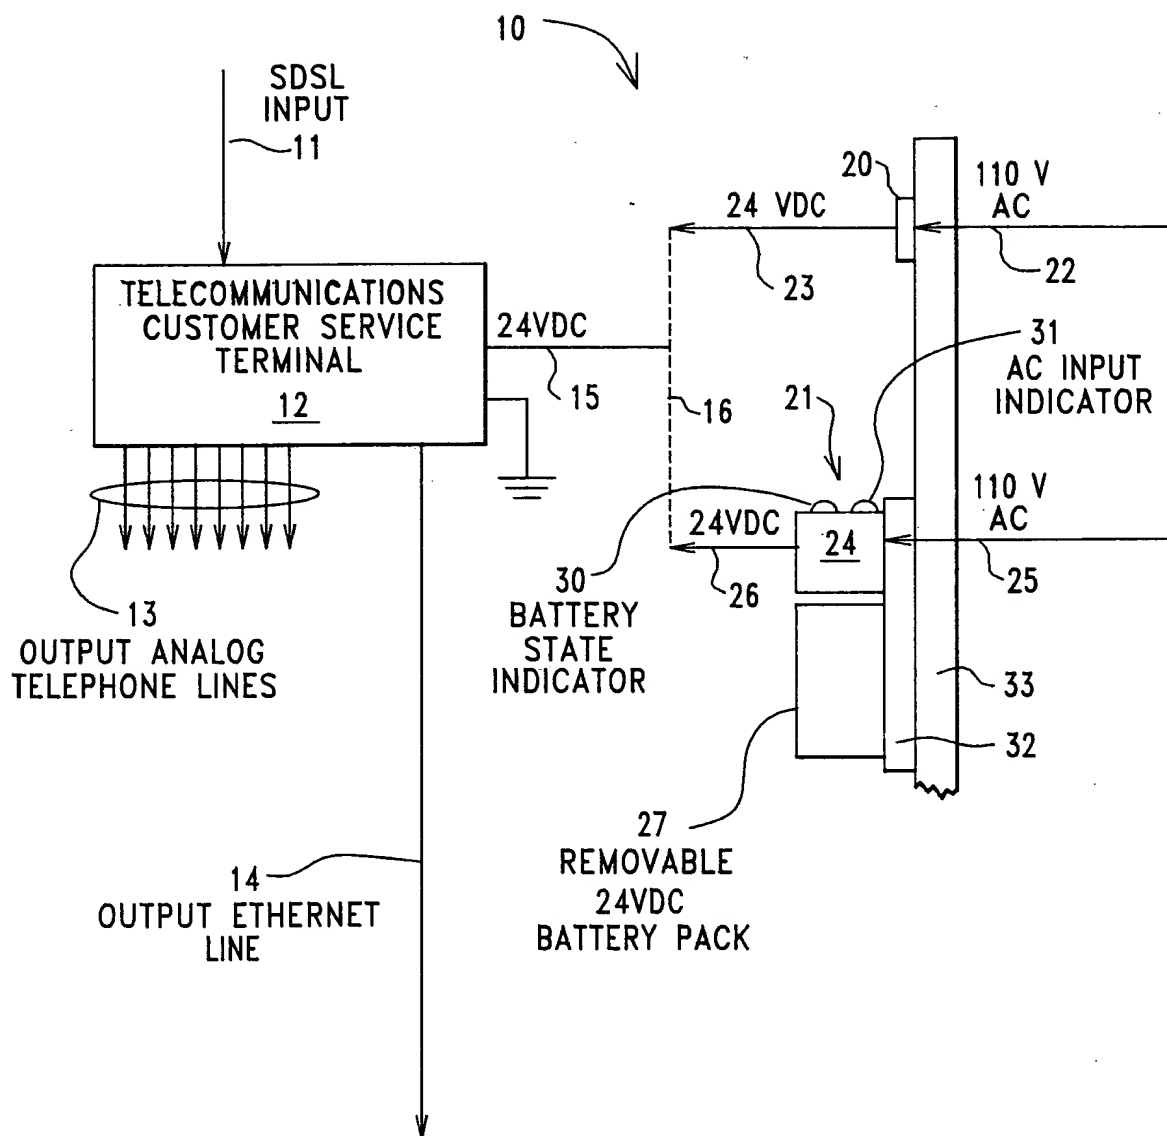 10
SDSL
INPUT
11
20
110 V
AC
24 VDC
22
23
TELECOMMUNICATIONS
CUSTOMER SERVICE
TERMINAL
12
24VDC
15
16
31
AC INPUT
INDICATOR
21
110 V
AC
24VDC
24
25
26
30
BATTERY
STATE
INDICATOR
13
OUTPUT ANALOG
TELEPHONE LINES
33
32
27
REMOVABLE
24VDC
BATTERY PACK
14
OUTPUT ETHERNET
LINE